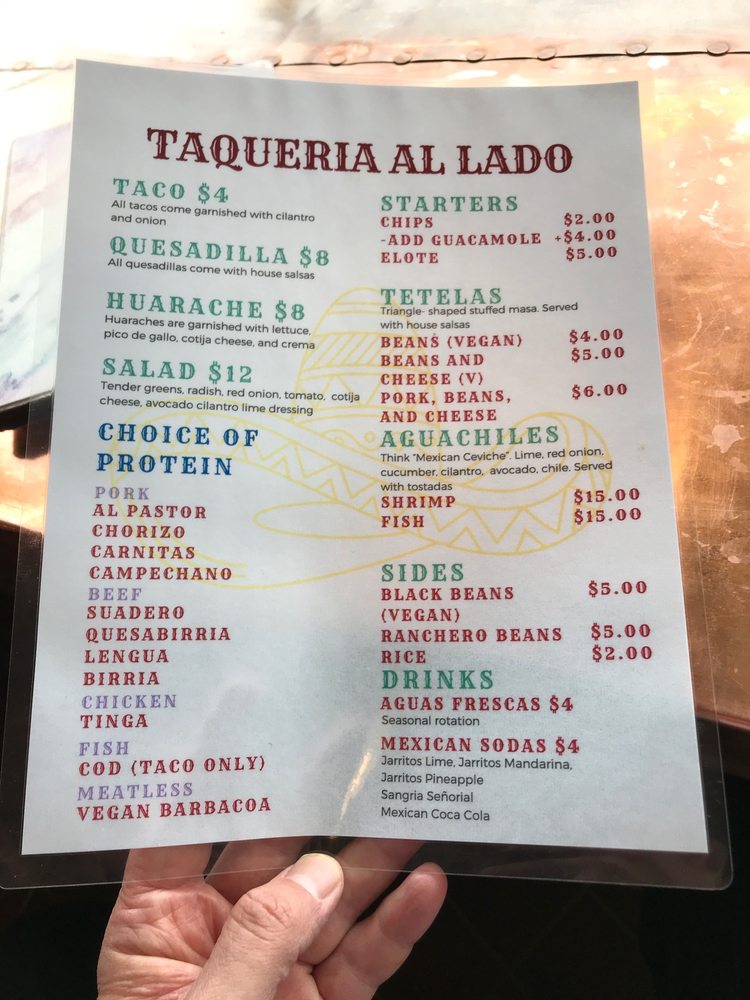 TAQUERIA AL LADO
TACO $4
All tacos come garnished with cilantro
and onion
QUESADILLA $8
All quesadillas come with house salsas
HUARACHE $8
Huaraches are garnished with lettuce,
pico de gallo, cotija cheese, and crema
SALAD $12
Tender greens, radish, red onion, tomato, cotija
cheese, avocado cilantro lime dressing
CHOICE OF
PROTEIN
PORK
AL PASTOR
CHORIZO
CARNITAS
CAMPECHANO
BEEF
SUADERO
QUESABIRRIA
LENGUA
BIRRIA
CHICKEN
TINGA
FISH
COD (TACO ONLY)
MEATLESS
VEGAN BARBACOA
STARTERS
CHIPS $2.00
-ADD GUACAMOLE +$4.00
ELOTE $5.00
TETELAS
Triangle- shaped stuffed masa. Served
with house salsas
BEANS (VEGAN) $4.00
BEANS AND $5.00
CHEESE (V)
PORK, BEANS, $6.00
AND CHEESE
AGUACHILES
Think "Mexican Ceviche". Lime, red onion,
cucumber, cilantro, avocado, chile. Served
with tostadas
SHRIMP $15.00
FISH $15.00
SIDES
BLACK BEANS $5.00
(VEGAN)
RANCHERO BEANS $5.00
RICE $2.00
DRINKS
AGUAS FRESCAS $4
Seasonal rotation
MEXICAN SODAS $4
Jarritos Lime, Jarritos Mandarina,
Jarritos Pineapple
Sangria Señorial
Mexican Coca Cola